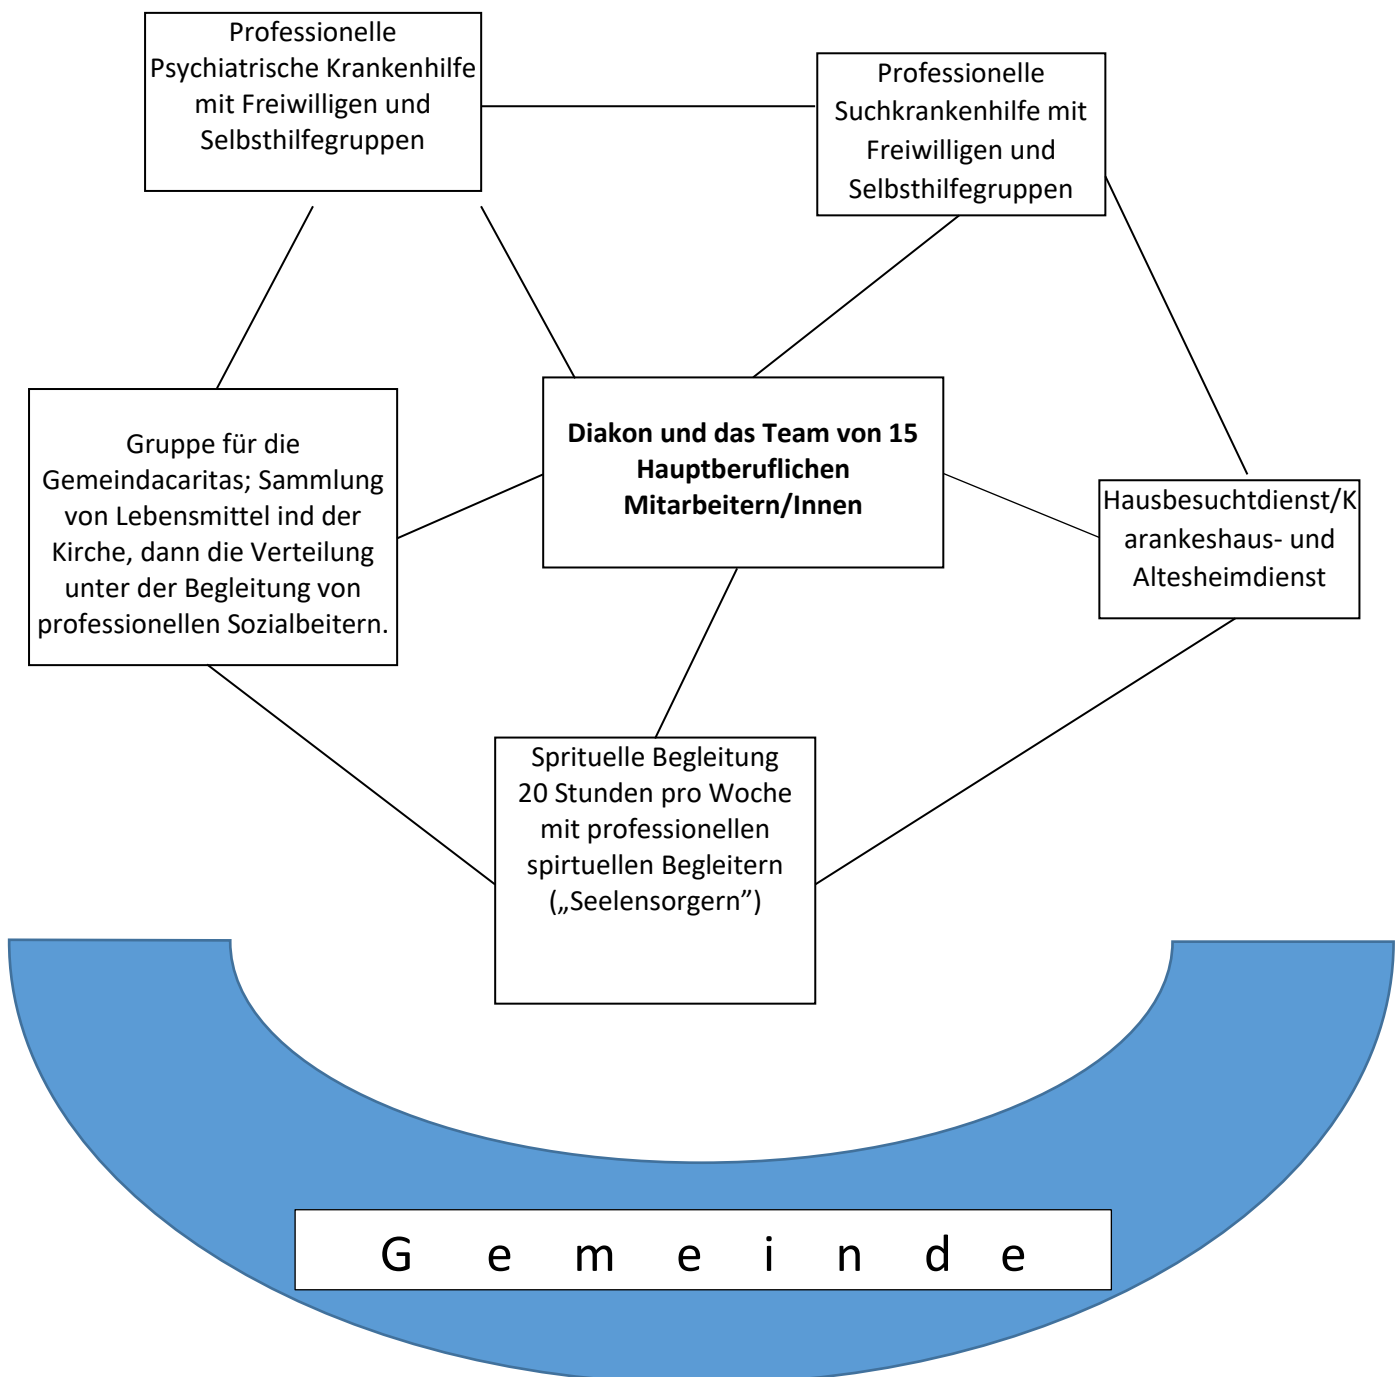 Professionelle
Psychiatrische Krankenhilfe
mit Freiwilligen und
Selbsthilfegruppen
Professionelle
Suchkrankenhilfe mit
Freiwilligen und
Selbsthilfegruppen
Gruppe für die
Gemeindacaritas; Sammlung
von Lebensmittel ind der
Kirche, dann die Verteilung
unter der Begleitung von
professionellen Sozialbeitern.
Diakon und das Team von 15
Hauptberuflichen
Mitarbeitern/Innen
Hausbesuchtdienst/K
arankeshaus- und
Altesheimdienst
Sprituelle Begleitung
20 Stunden pro Woche
mit professionellen
spirtuellen Begleitern
(„Seelensorgern”)
G e m e i n d e